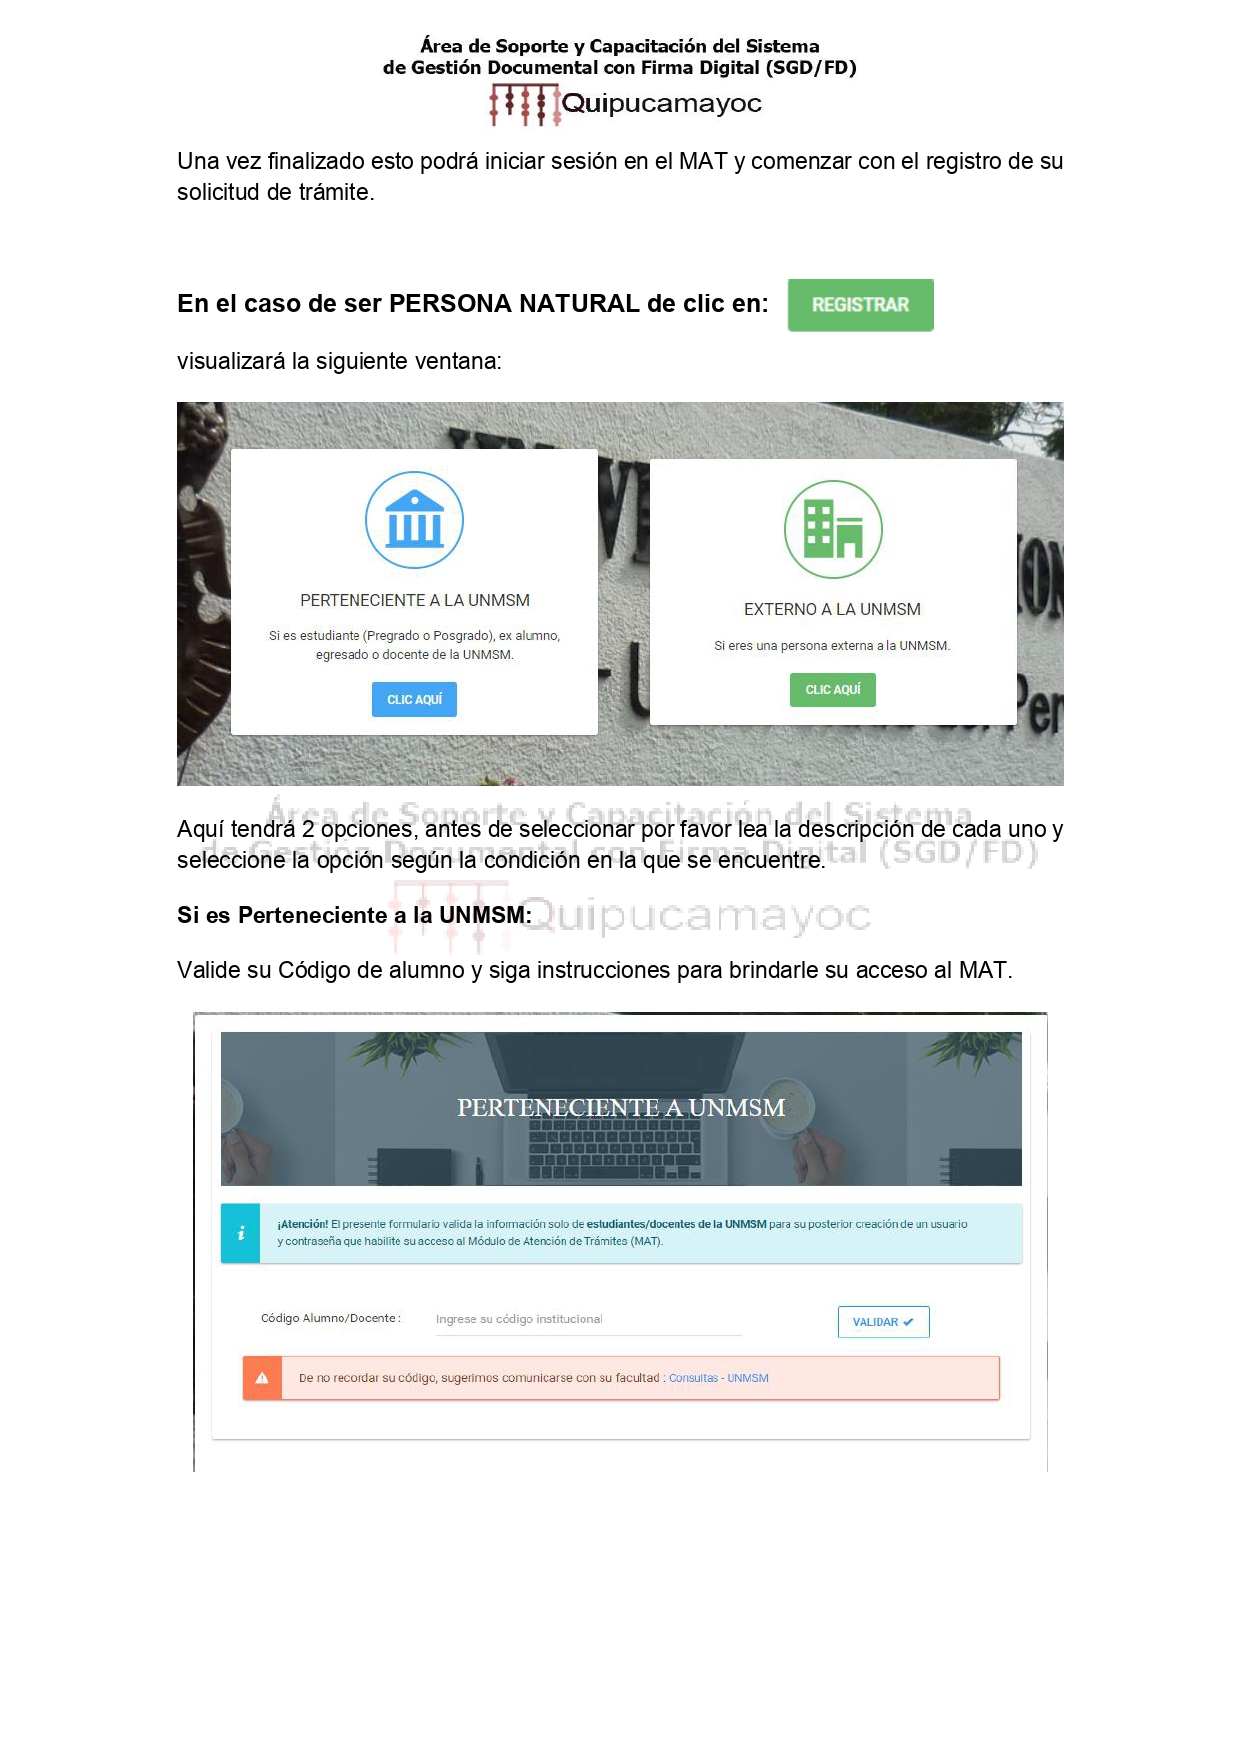 Área de Soporte y Capacitación del Sistema
de Gestión Documental con Firma Digital (SGD/FD)
Quipucamayoc
Una vez finalizado esto podrá iniciar sesión en el MAT y comenzar con el registro de su
solicitud de trámite.
En el caso de ser PERSONA NATURAL de clic en: REGISTRAR
visualizará la siguiente ventana:
PERTENECIENTE A LA UNMSM
Si es estudiante (Pregrado o Posgrado), ex alumno,
egresado o docente de la UNMSM.
CLIC AQUÍ
EXTERNO A LA UNMSM
Si eres una persona externa a la UNMSM.
CLIC AQUÍ
Área de Soporte y Capacitación del Sistema
de Gestión Documental con Firma Digital (SGD/FD)
Quipucamayoc
Aquí tendrá 2 opciones, antes de seleccionar por favor lea la descripción de cada uno y
seleccione la opción según la condición en la que se encuentre.
Si es Perteneciente a la UNMSM:
Valide su Código de alumno y siga instrucciones para brindarle su acceso al MAT.
PERTENECIENTE A UNMSM
¡Atención! El presente formulario valida la información solo de estudiantes/docentes de la UNMSM para su posterior creación de un usuario
y contraseña que habilite su acceso al Módulo de Atención de Trámites (MAT).
Código Alumno/Docente : Ingrese su código institucional VALIDAR
De no recordar su código, sugerimos comunicarse con su facultad : Consultas - UNMSM